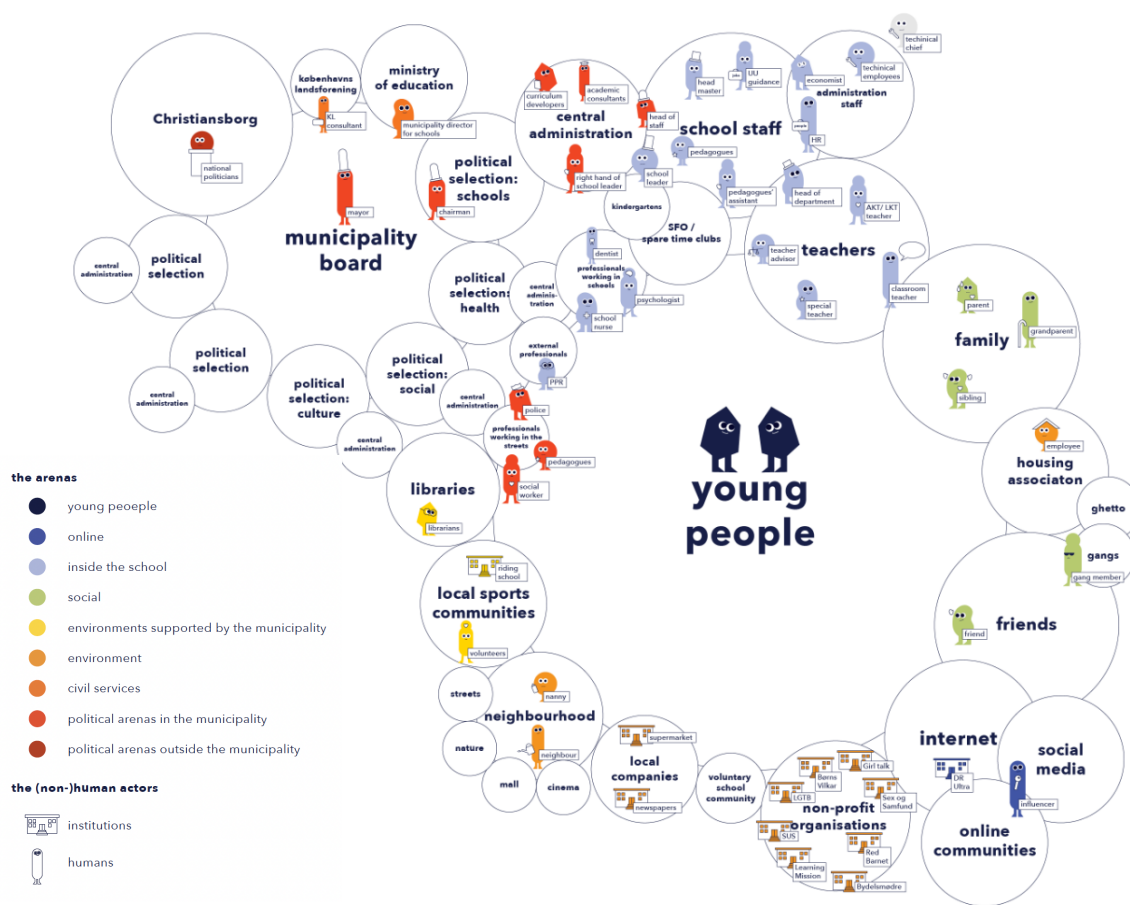 techinical
chief
ministry
of education
københavns
landsforening
KL
consultant
municipality director
for schools
Christiansborg
national
politicians
curriculum
developers
academic
consultants
central
administration
head of
staff
right hand of
school leader
head
master
UU
guidance
jobs
school staff
pedagogues
school
leader
pedagogues'
assistant
economist
techinical
employees
administration
staff
people
HR
political
selection:
schools
chairman
mayor
municipality
board
kindergartens
SFO /
spare time clubs
head of
department
AKT/ LKT
teacher
teachers
teacher
advisor
classroom
teacher
special
teacher
dentist
prefessionals
working in
schools
psychologist
school
nurse
central
adminis-
tration
political
selection:
health
external
professionals
PPR
central
administration
political
selection
political
selection
central
administration
political
selection:
culture
political
selection:
social
central
administration
central
administration
police
professionals
working in the
streets
pedagogues
social
worker
libraries
librarians
parent
grandparent
family
sibling
employee
housing
associaton
ghetto
gangs
gang member
friends
friend
young
people
riding
school
local sports
communities
volunteers
streets
nanny
neighbourhood
neighbour
nature
mall
cinema
supermarket
local
companies
newspapers
voluntary
school
community
Girl talk
Børns
Vilkar
LGTB
Sex og
Samfund
non-profit
organisations
SUS
Red
Barnet
Learning
Mission
Bydelsmødre
internet
DR
Ultra
social
media
influencer
online
communities
the arenas
young peoeple
online
inside the school
social
environments supported by the municipality
environment
civil services
political arenas in the municipality
political arenas outside the municipality
the (non-)human actors
institutions
humans